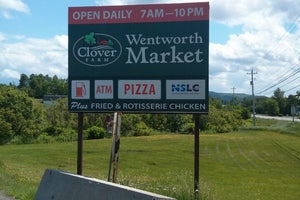 OPEN DAILY 7AM-10PM
Clover
FARM
Wentworth
Market
ATM
PIZZA
NSLC
Plus FRIED & ROTISSERIE CHICKEN